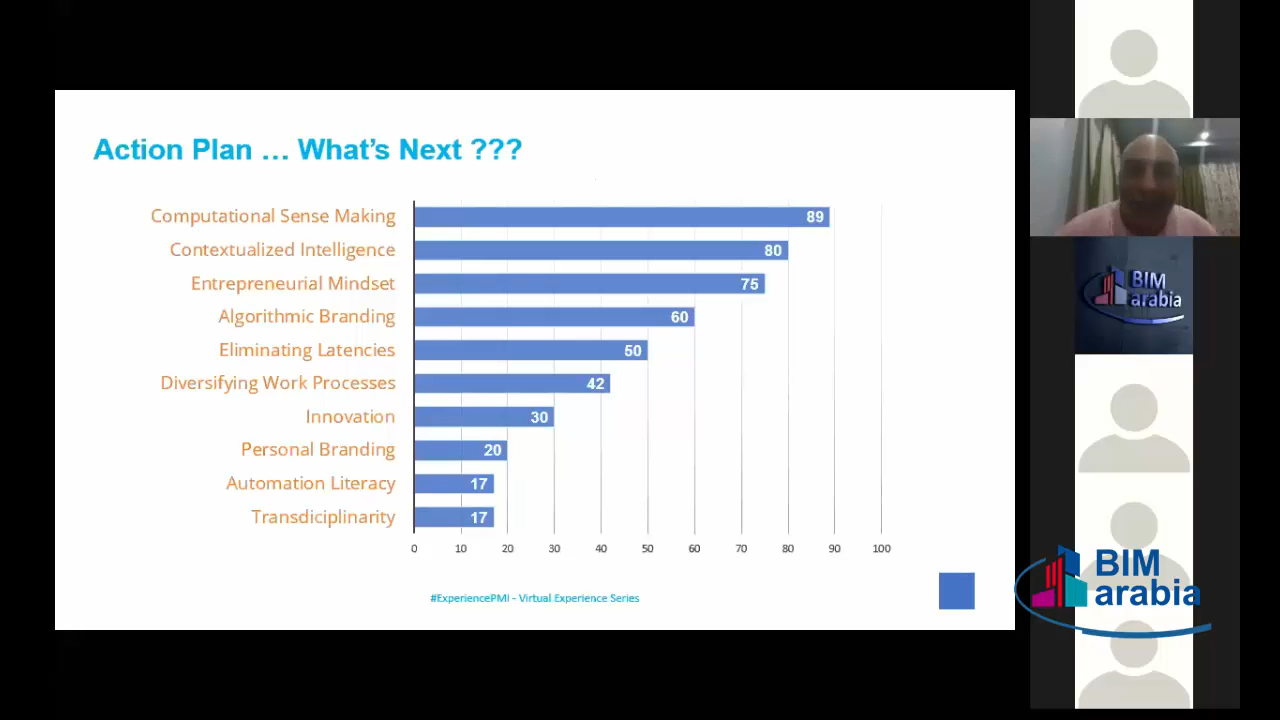 Action Plan … What's Next ???
Computational Sense Making 89
Contextualized Intelligence 80
Entrepreneurial Mindset 75
Algorithmic Branding 60
Eliminating Latencies 50
Diversifying Work Processes 42
Innovation 30
Personal Branding 20
Automation Literacy 17
Transdiciplinarity 17
0 10 20 30 40 50 60 70 80 90 100
#ExperiencePMI - Virtual Experience Series
BIM
arabia
BIM
arabia